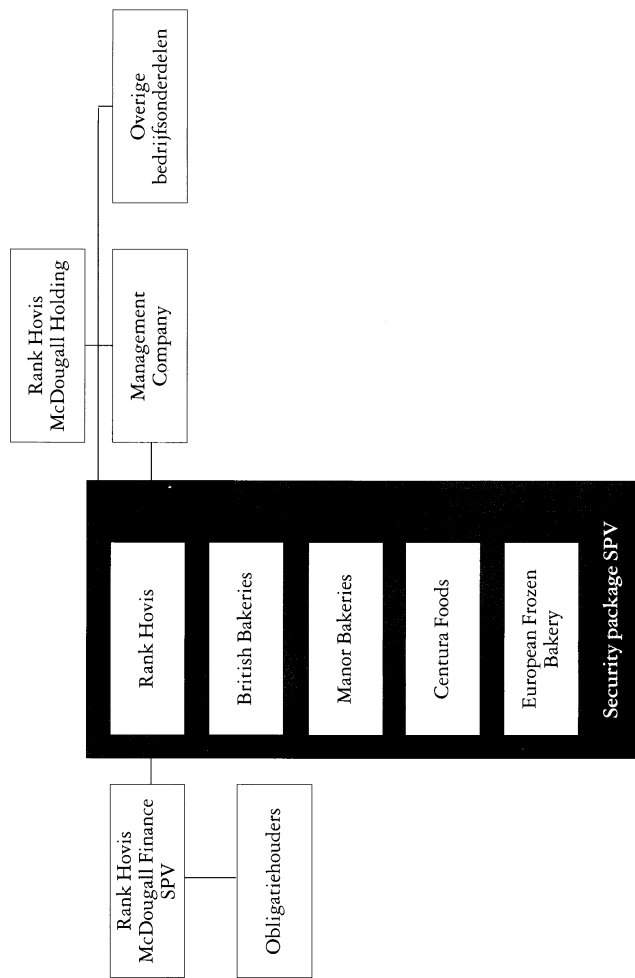 Rank Hovis
McDougall Holding
Management
Company
Overige
bedrijfsonderdelen
Rank Hovis
McDougall Finance
SPV
Obligatiehouders
Rank Hovis
British Bakeries
Manor Bakeries
Centura Foods
European Frozen
Bakery
Security package SPV